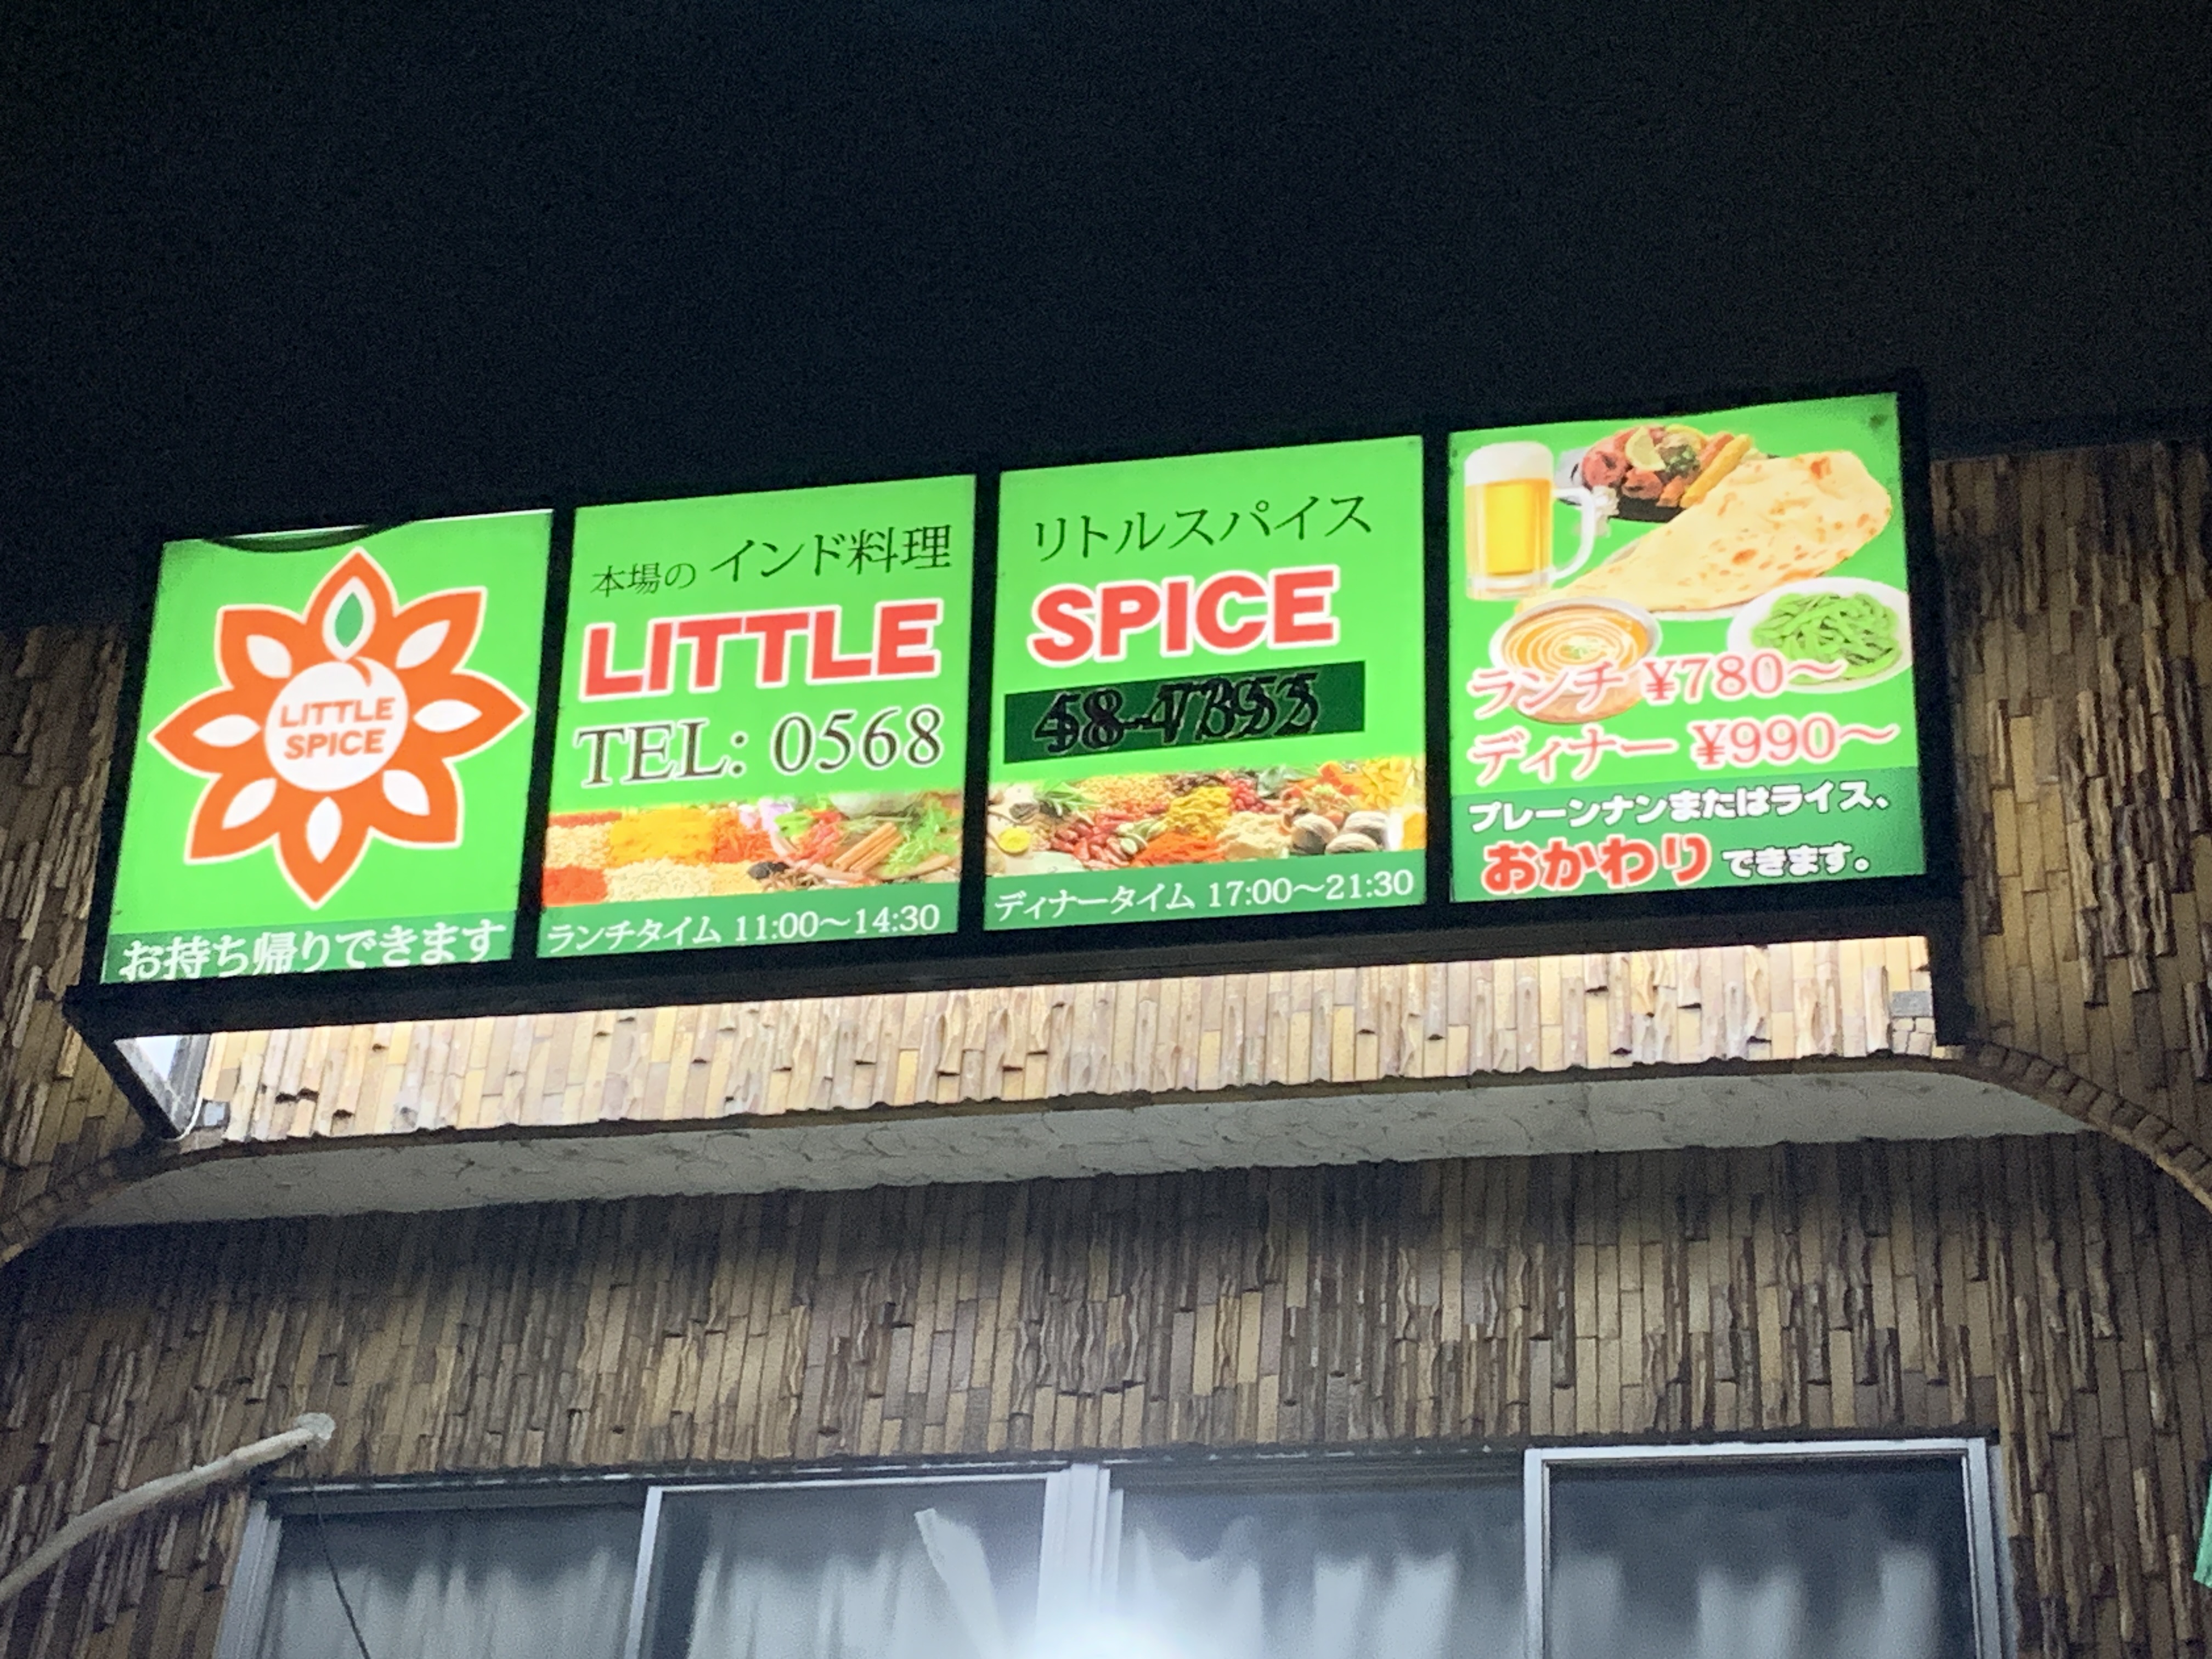 LITTLE
SPICE
お持ち帰りできます
本場の インド料理
LITTLE
TEL: 0568
ランチタイム 11:00～14:30
リトルスパイス
SPICE
ディナータイム 17:00～21:30
ランチ ¥780～
ディナー ¥990～
プレーンナンまたはライス、
おかわり できます。